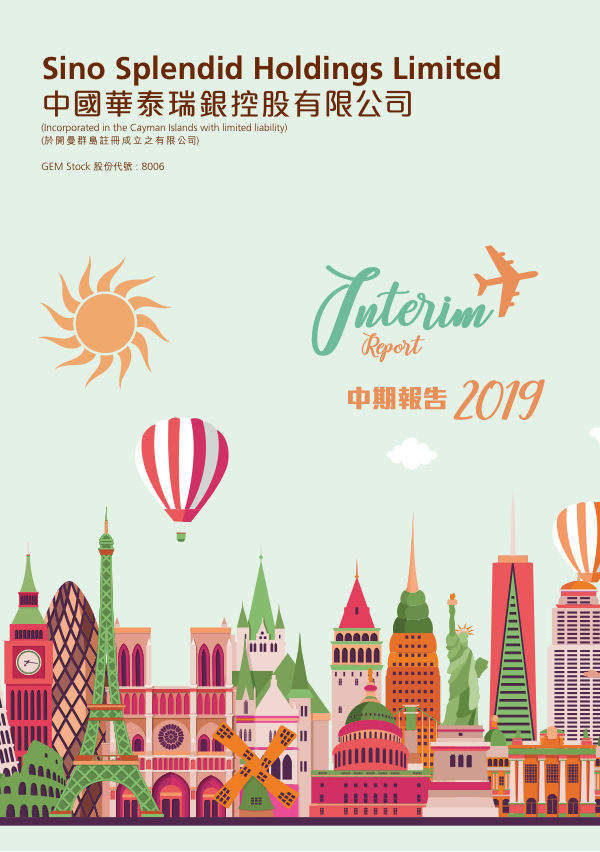 Sino Splendid Holdings Limited
中國華泰瑞銀控股有限公司
(Incorporated in the Cayman Islands with limited liability)
(於開曼群島註冊成立之有限公司)
GEM Stock 股份代號 : 8006
Interim
Report
中期報告 2019